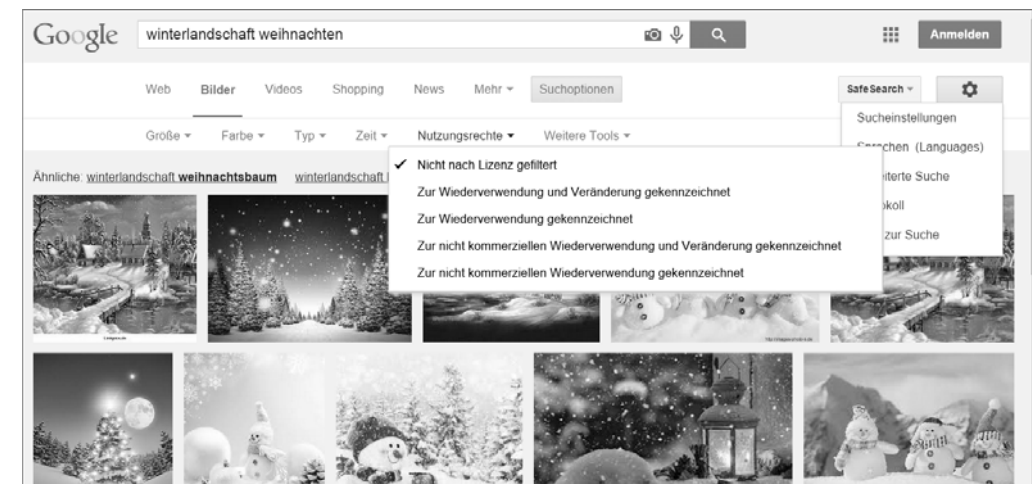 Google winterlandschaft weihnachten Anmelden
Web Bilder Videos Shopping News Mehr Suchoptionen SafeSearch
Größe Farbe Typ Zeit Nutzungsrechte Weitere Tools
Nicht nach Lizenz gefiltert
Zur Wiederverwendung und Veränderung gekennzeichnet
Zur Wiederverwendung gekennzeichnet
Zur nicht kommerziellen Wiederverwendung und Veränderung gekennzeichnet
Zur nicht kommerziellen Wiederverwendung gekennzeichnet
Sucheinstellungen
(Languages)
Suche
zur Suche
Ähnliche: winterlandschaft weihnachtsbaum winterlandschaft